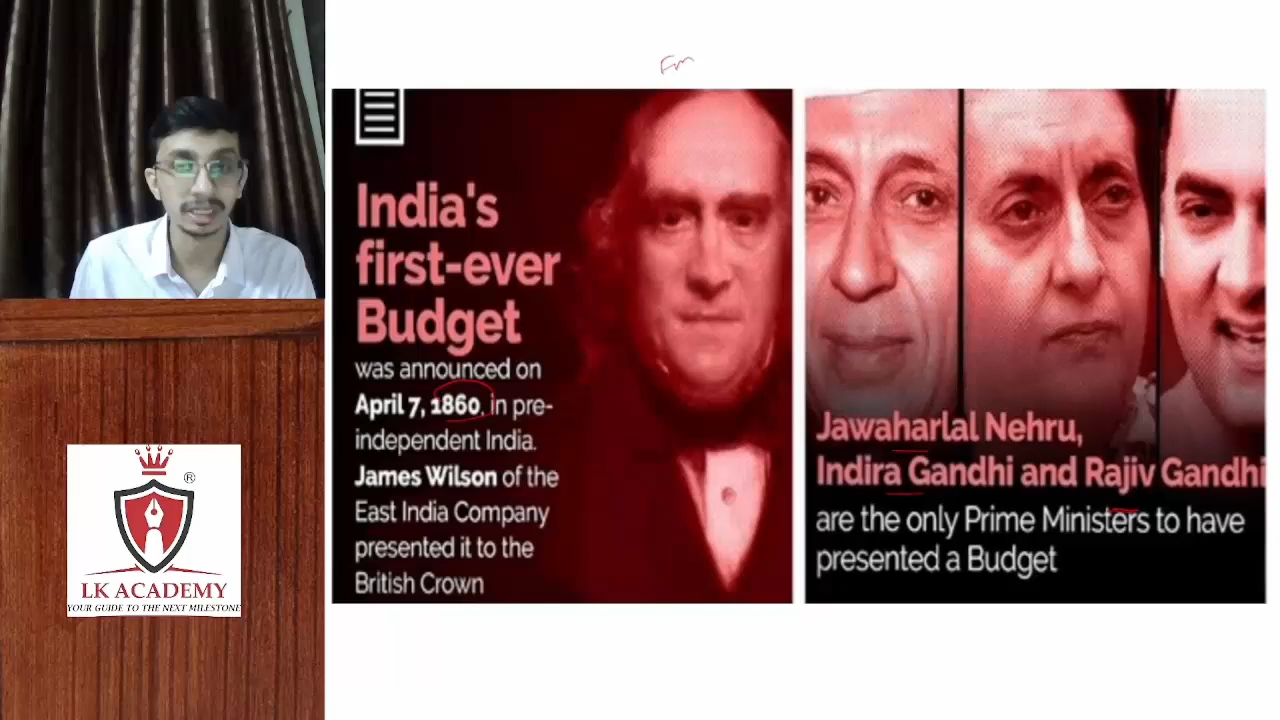 Fm
India's
first-ever
Budget
was announced on
April 7, 1860, in pre-
independent India.
James Wilson of the
East India Company
presented it to the
British Crown
Jawaharlal Nehru,
Indira Gandhi and Rajiv Gandhi
are the only Prime Ministers to have
presented a Budget
®
LK ACADEMY
YOUR GUIDE TO THE NEXT MILESTONE